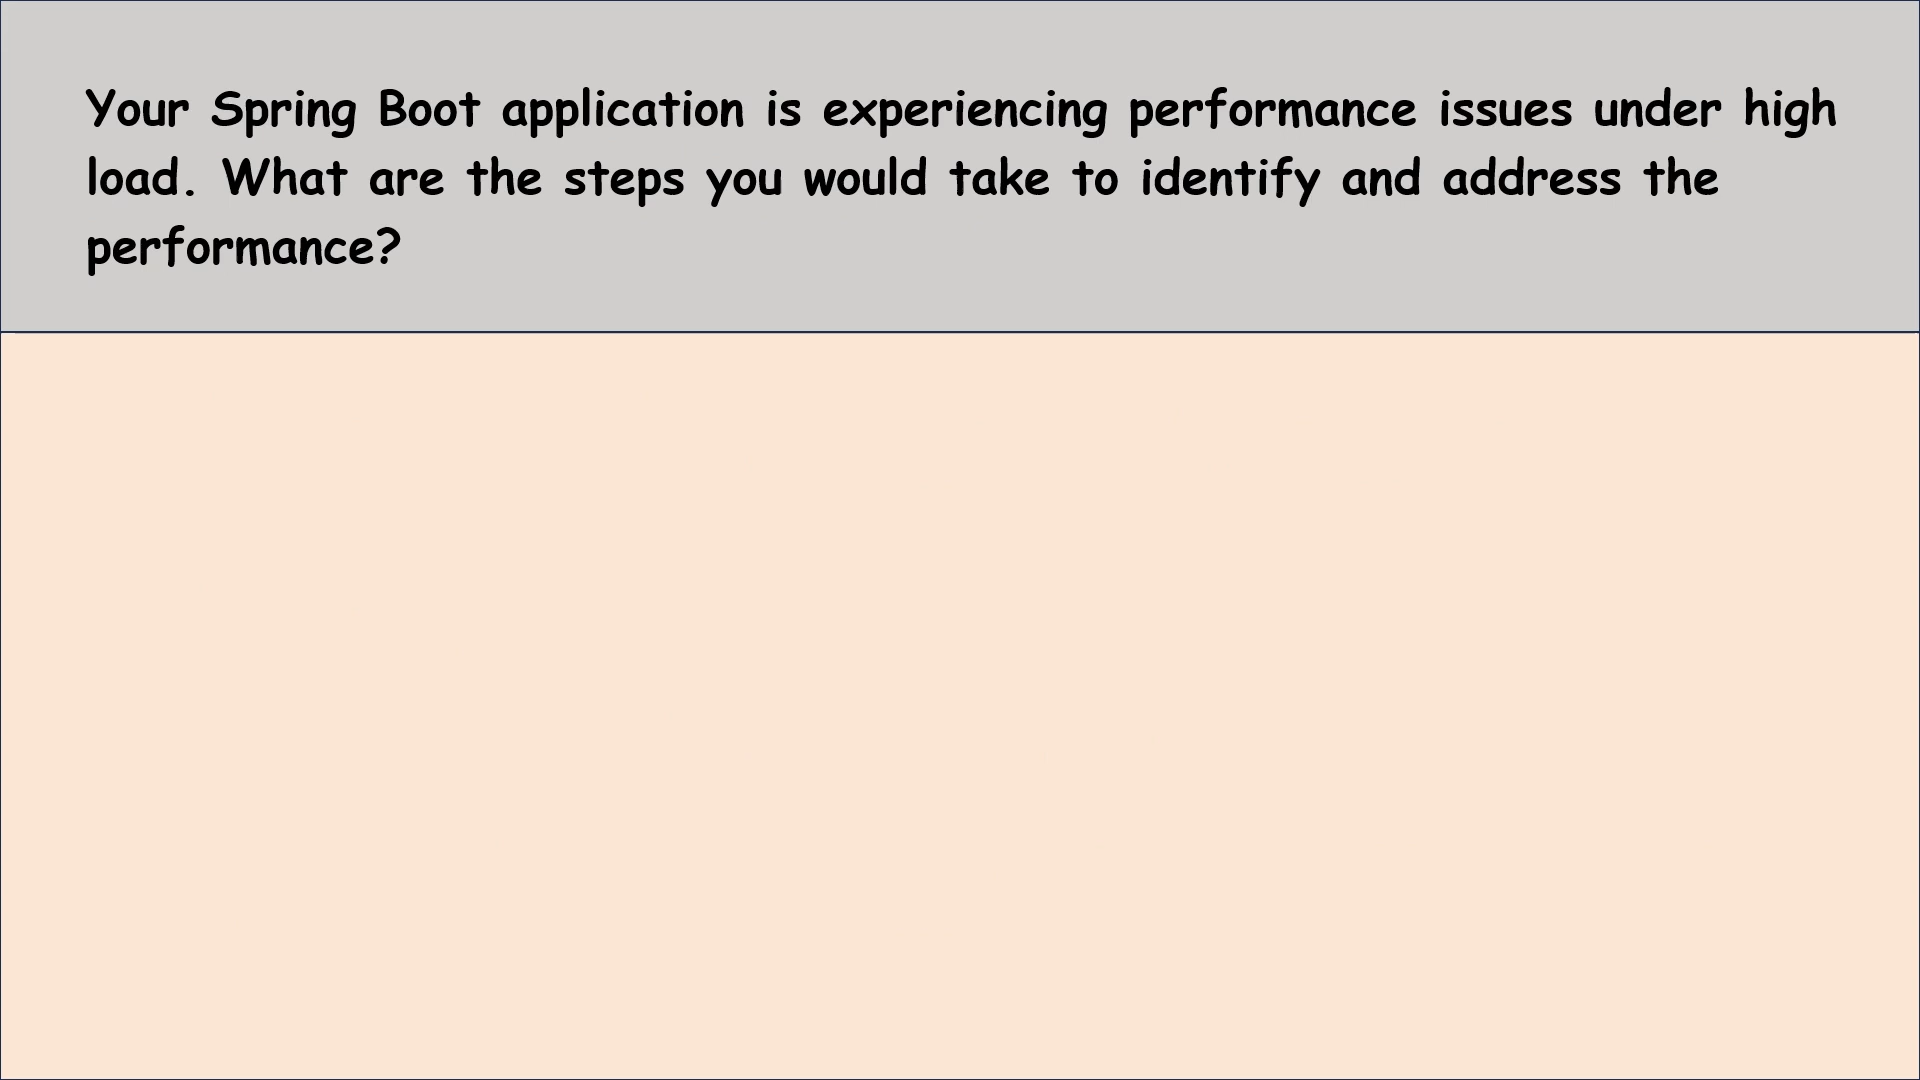 Your Spring Boot application is experiencing performance issues under high
load. What are the steps you would take to identify and address the
performance?